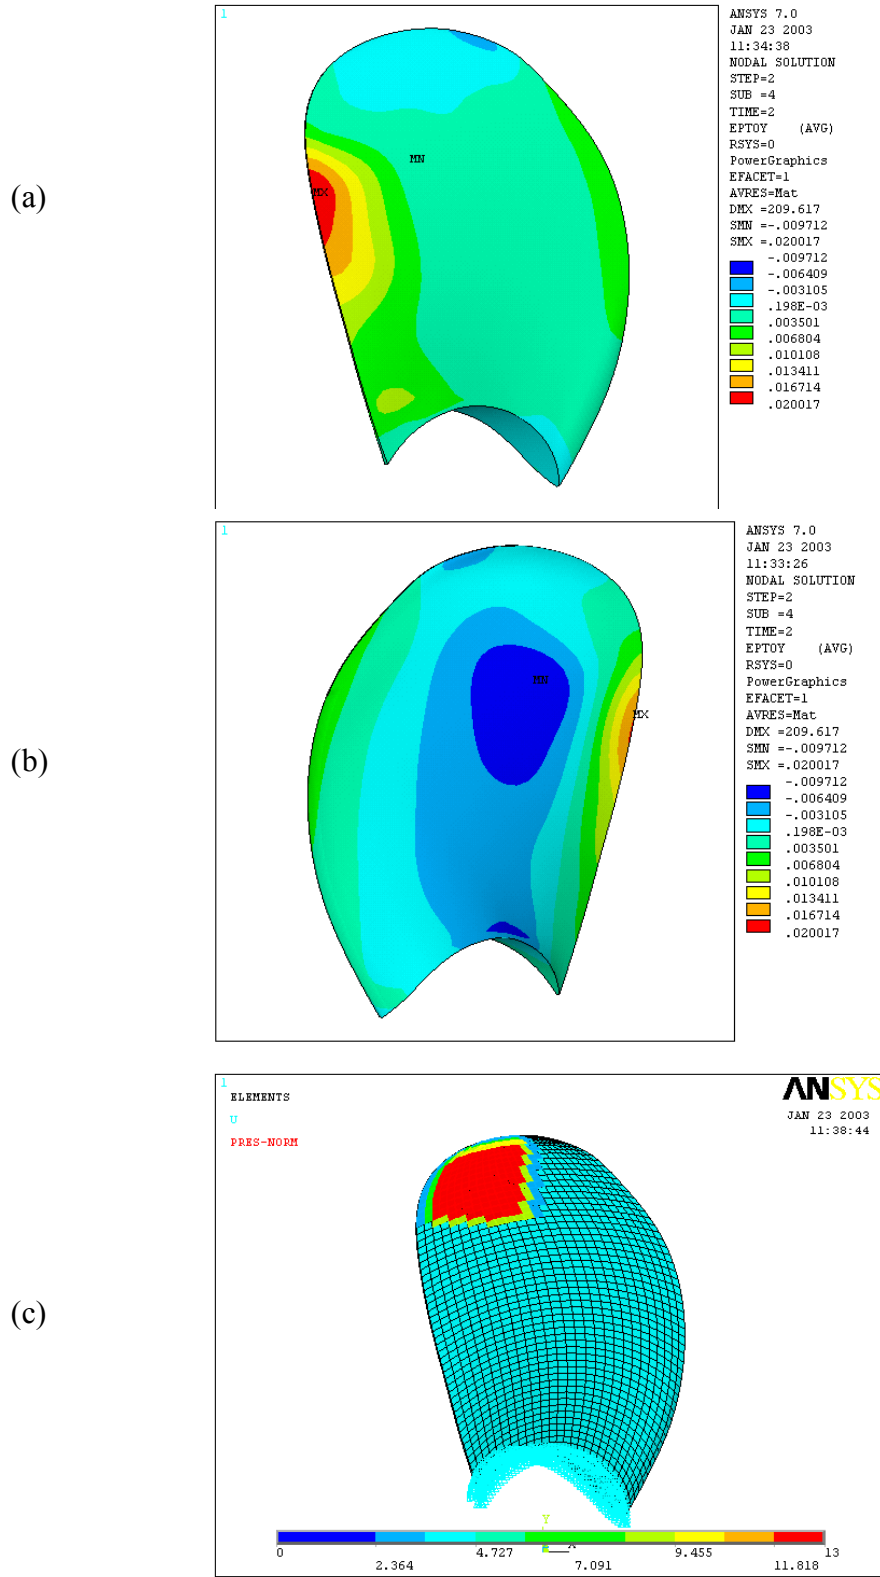 1
ANSYS 7.0
JAN 23 2003
11:34:38
NODAL SOLUTION
STEP=2
SUB =4
TIME=2
EPTOY (AVG)
RSYS=0
PowerGraphics
EFACET=1
AVRES=Mat
DMX =209.617
SMN =-.009712
SMX =.020017
-.009712
-.006409
-.003105
.198E-03
.003501
.006804
.010108
.013411
.016714
.020017
MN
MX
(a)
1
ANSYS 7.0
JAN 23 2003
11:33:26
NODAL SOLUTION
STEP=2
SUB =4
TIME=2
EPTOY (AVG)
RSYS=0
PowerGraphics
EFACET=1
AVRES=Mat
DMX =209.617
SMN =-.009712
SMX =.020017
-.009712
-.006409
-.003105
.198E-03
.003501
.006804
.010108
.013411
.016714
.020017
MN
MX
(b)
1
ELEMENTS
U
PRES-NORM
ANSYS
JAN 23 2003
11:38:44
(c)
Y
X
0 4.727 9.455 13
2.364 7.091 11.818